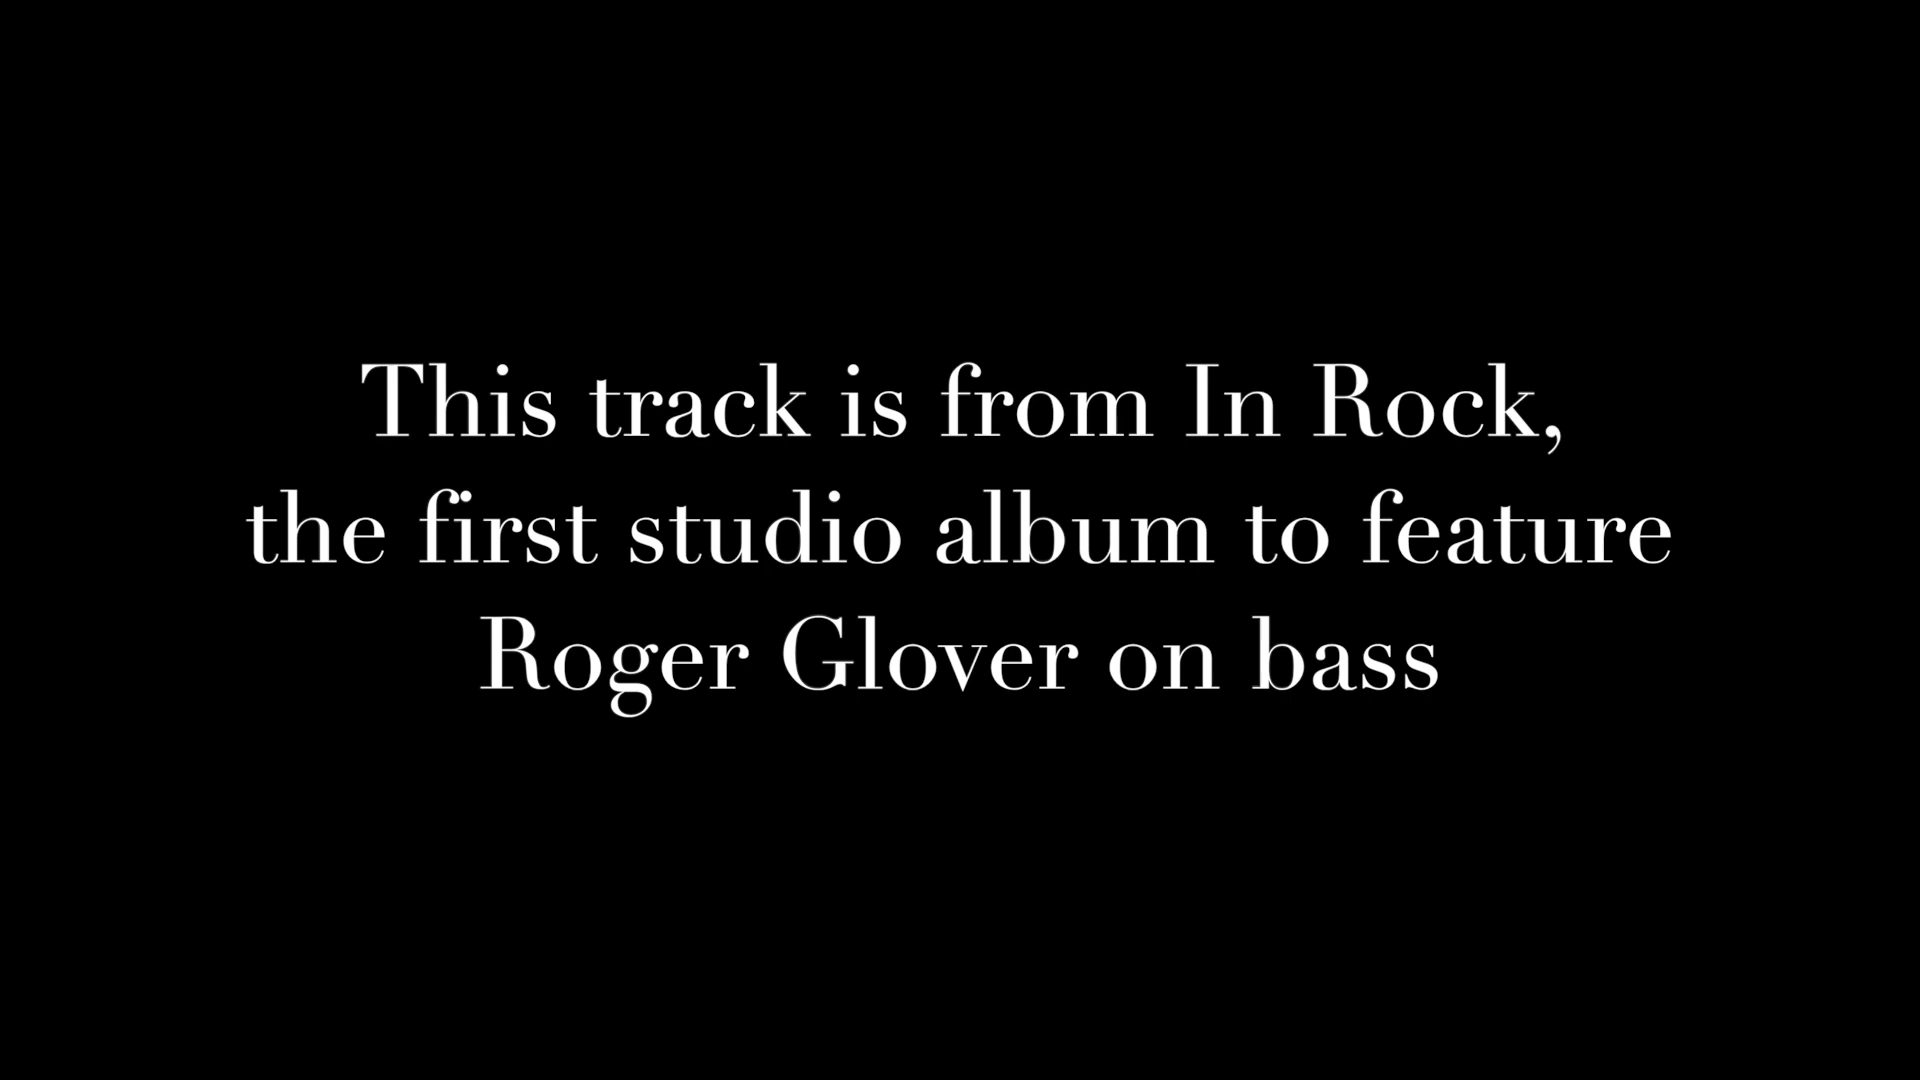 This track is from In Rock,
the first studio album to feature
Roger Glover on bass